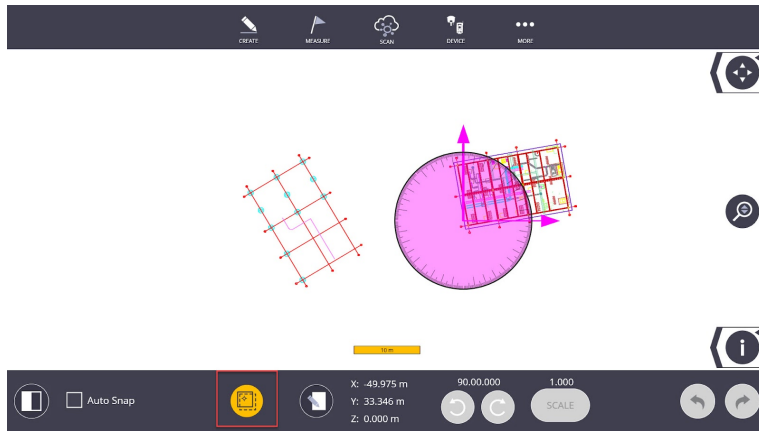 CREATE
MEASURE
SCAN
DEVICE
MORE
10 m
Auto Snap
X: -49.975 m
Y: 33.346 m
Z: 0.000 m
90.00.000
1.000
SCALE